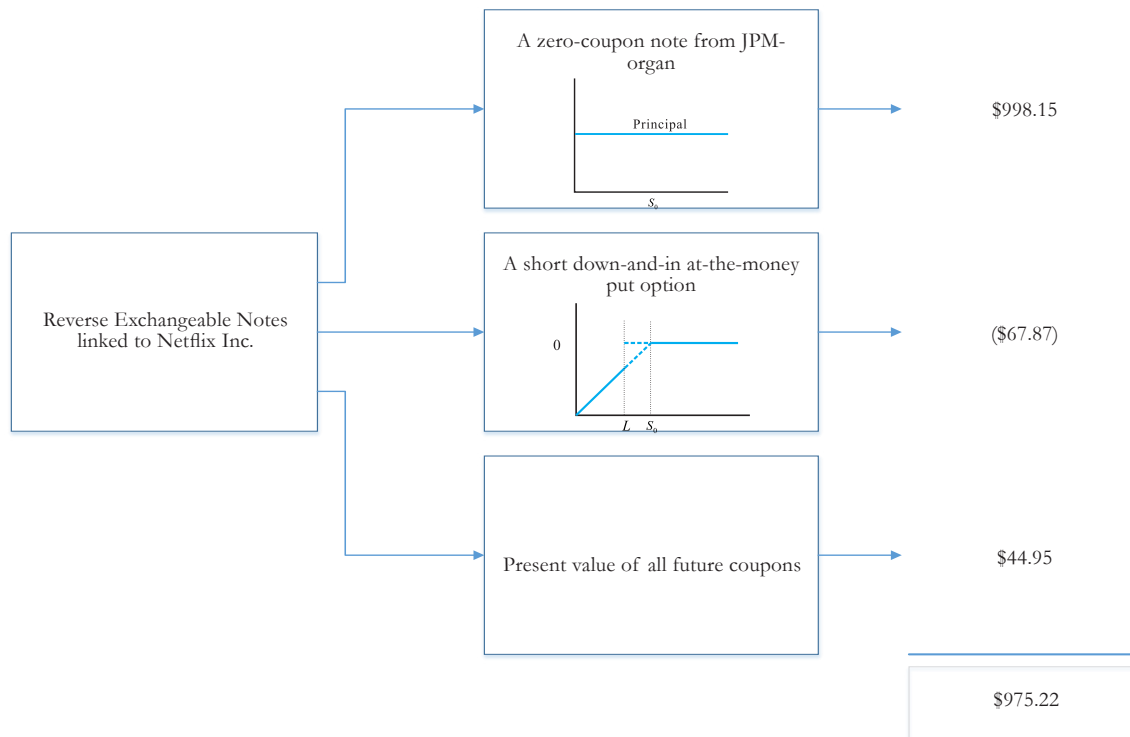 A zero-coupon note from JPM-
organ
Principal
S₀
$998.15
Reverse Exchangeable Notes
linked to Netflix Inc.
A short down-and-in at-the-money
put option
0
L S₀
($67.87)
Present value of all future coupons
$44.95
$975.22